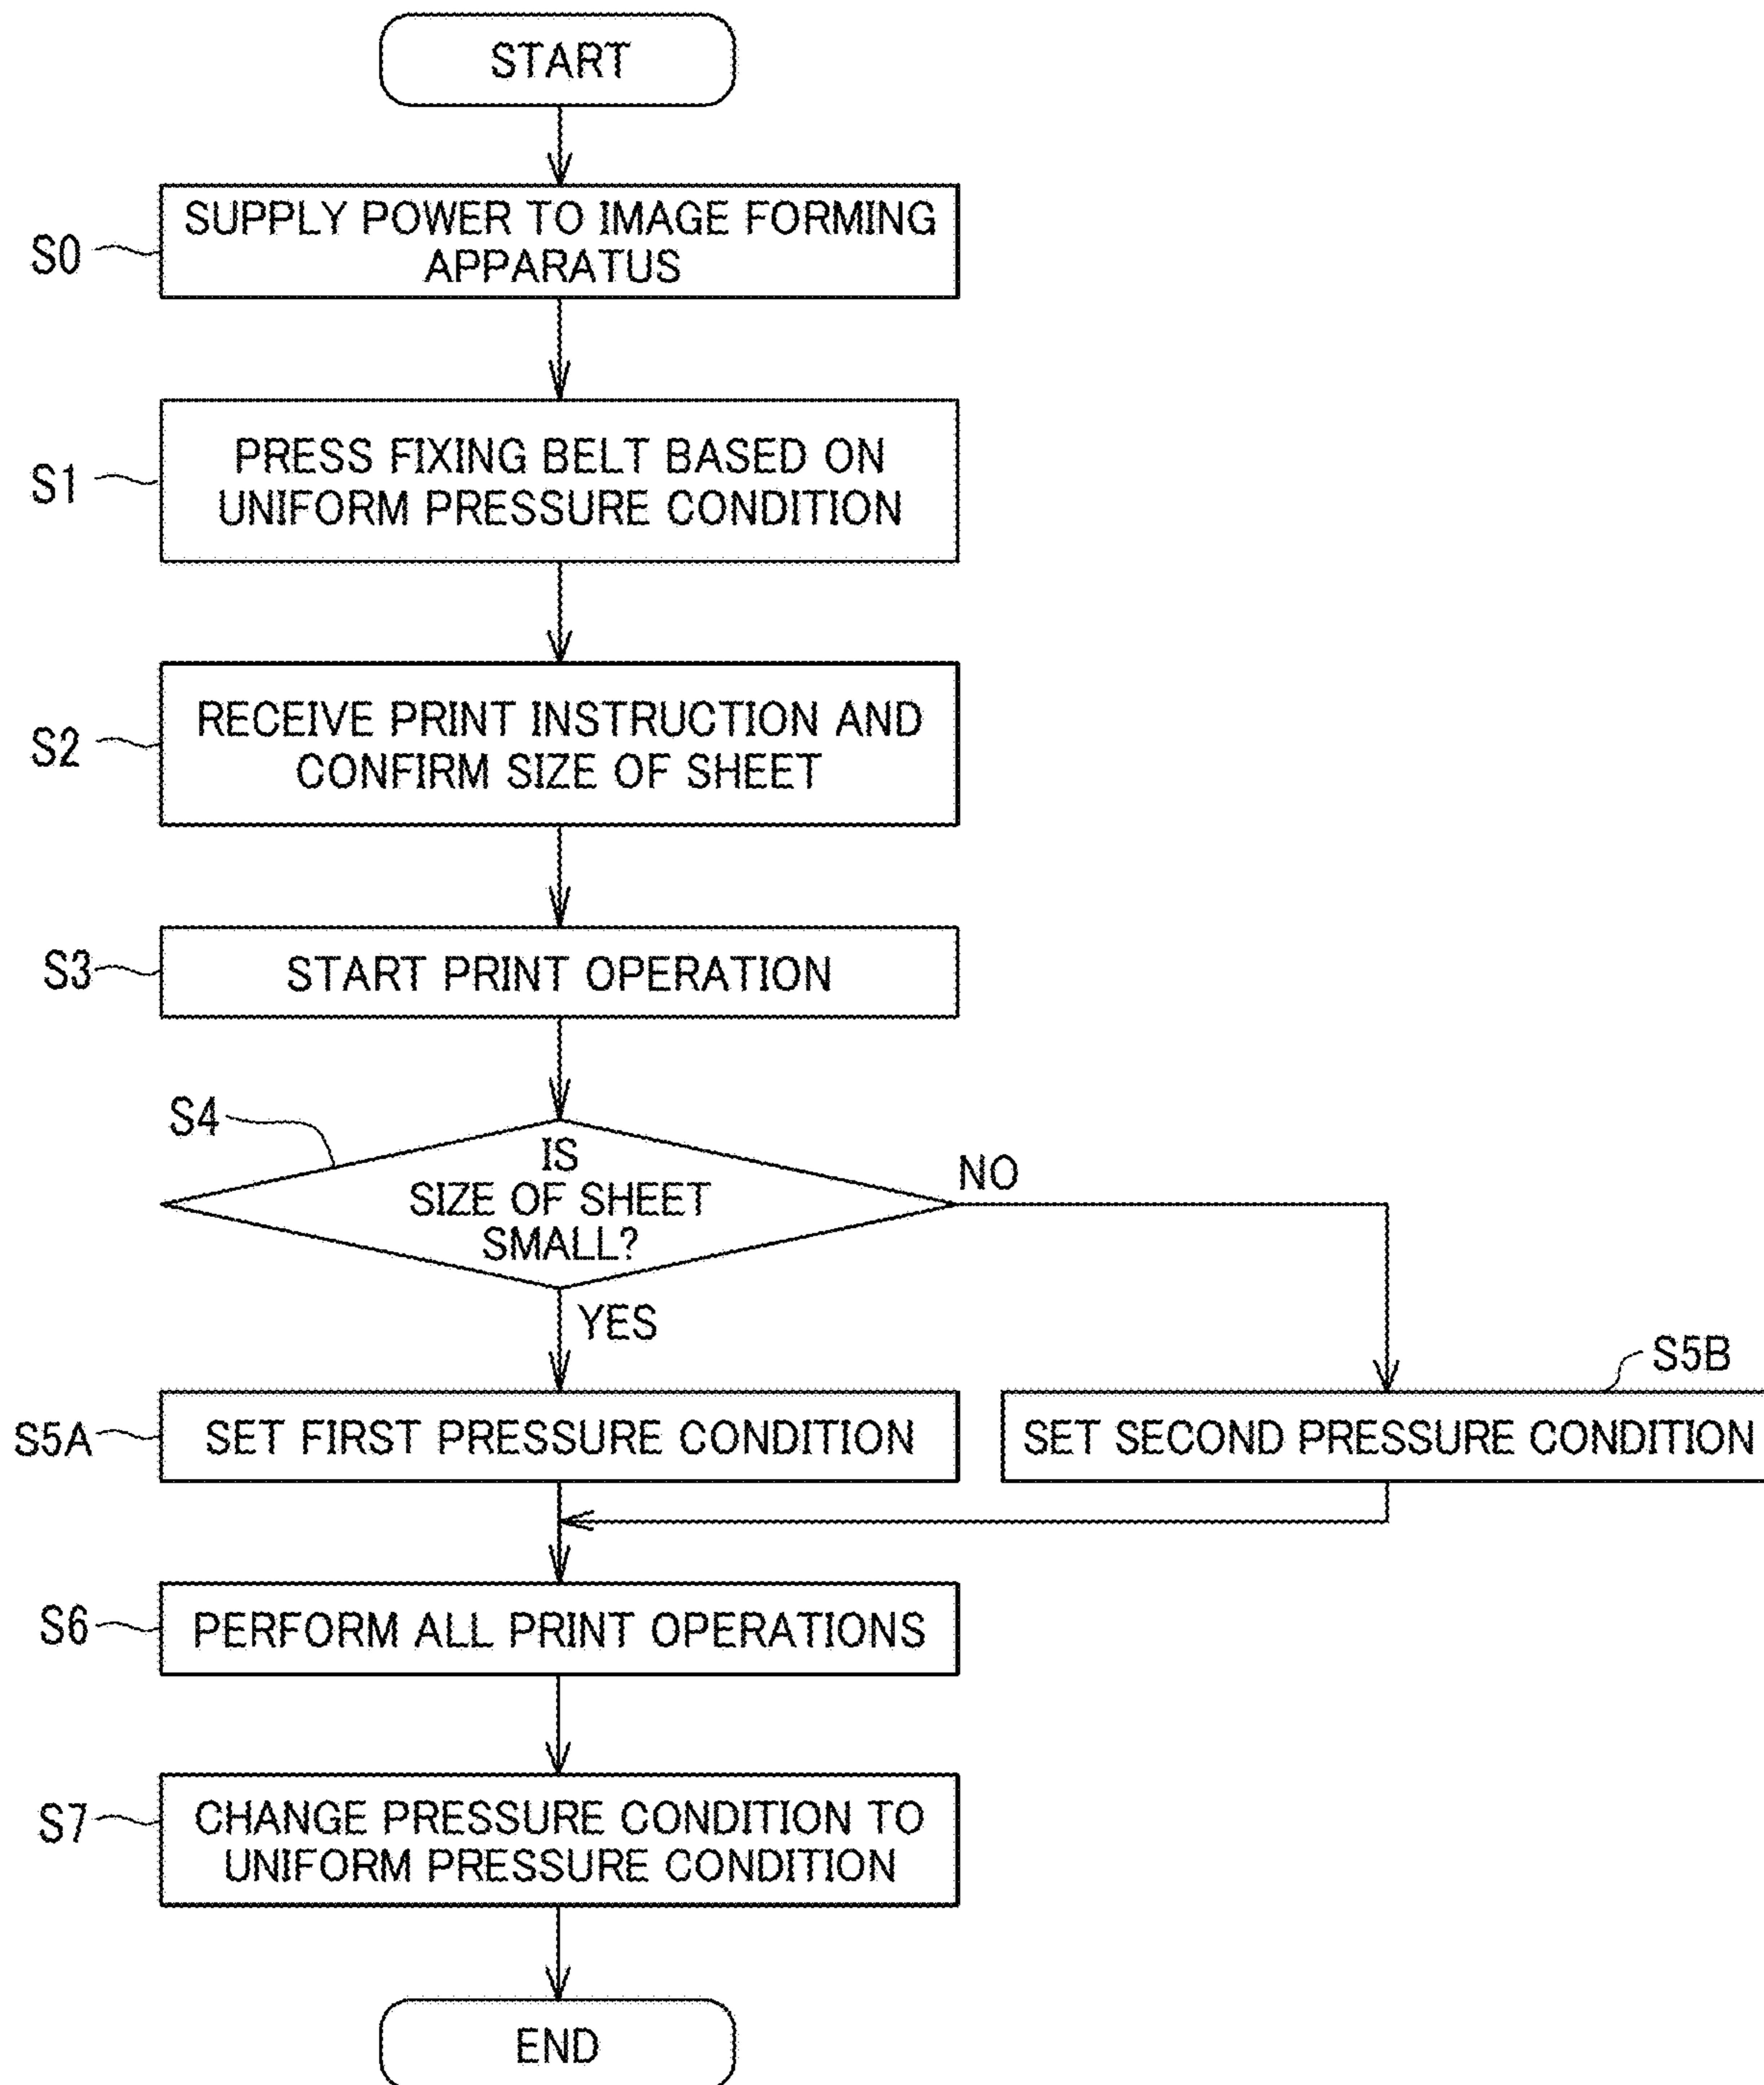 START
S0
SUPPLY POWER TO IMAGE FORMING
APPARATUS
S1
PRESS FIXING BELT BASED ON
UNIFORM PRESSURE CONDITION
S2
RECEIVE PRINT INSTRUCTION AND
CONFIRM SIZE OF SHEET
S3
START PRINT OPERATION
S4
IS
SIZE OF SHEET
SMALL?
NO
YES
S5A
SET FIRST PRESSURE CONDITION
S5B
SET SECOND PRESSURE CONDITION
S6
PERFORM ALL PRINT OPERATIONS
S7
CHANGE PRESSURE CONDITION TO
UNIFORM PRESSURE CONDITION
END